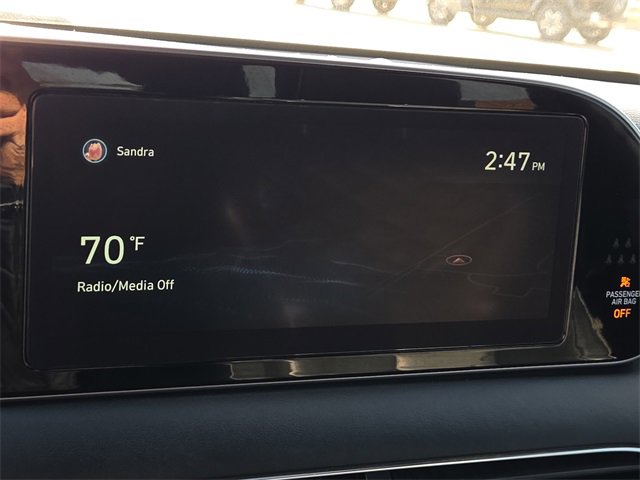 Sandra
2:47 PM
70 °F
Radio/Media Off
PASSENGER
AIR BAG
OFF